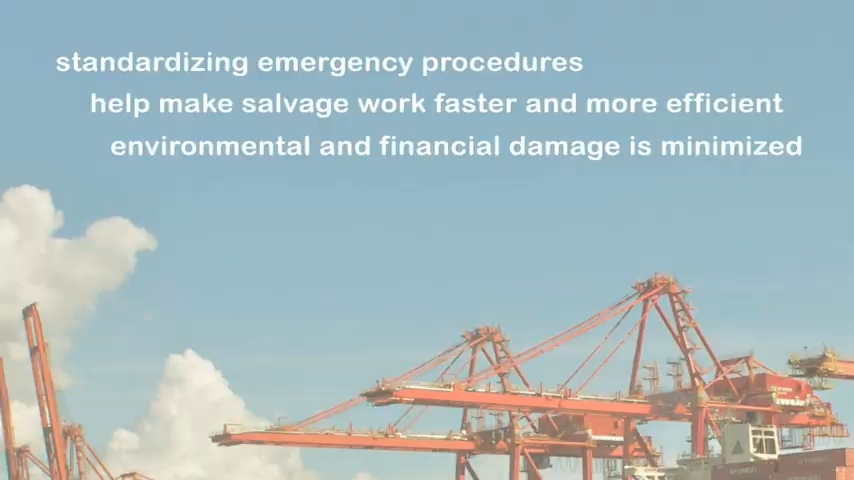 standardizing emergency procedures
help make salvage work faster and more efficient
environmental and financial damage is minimized